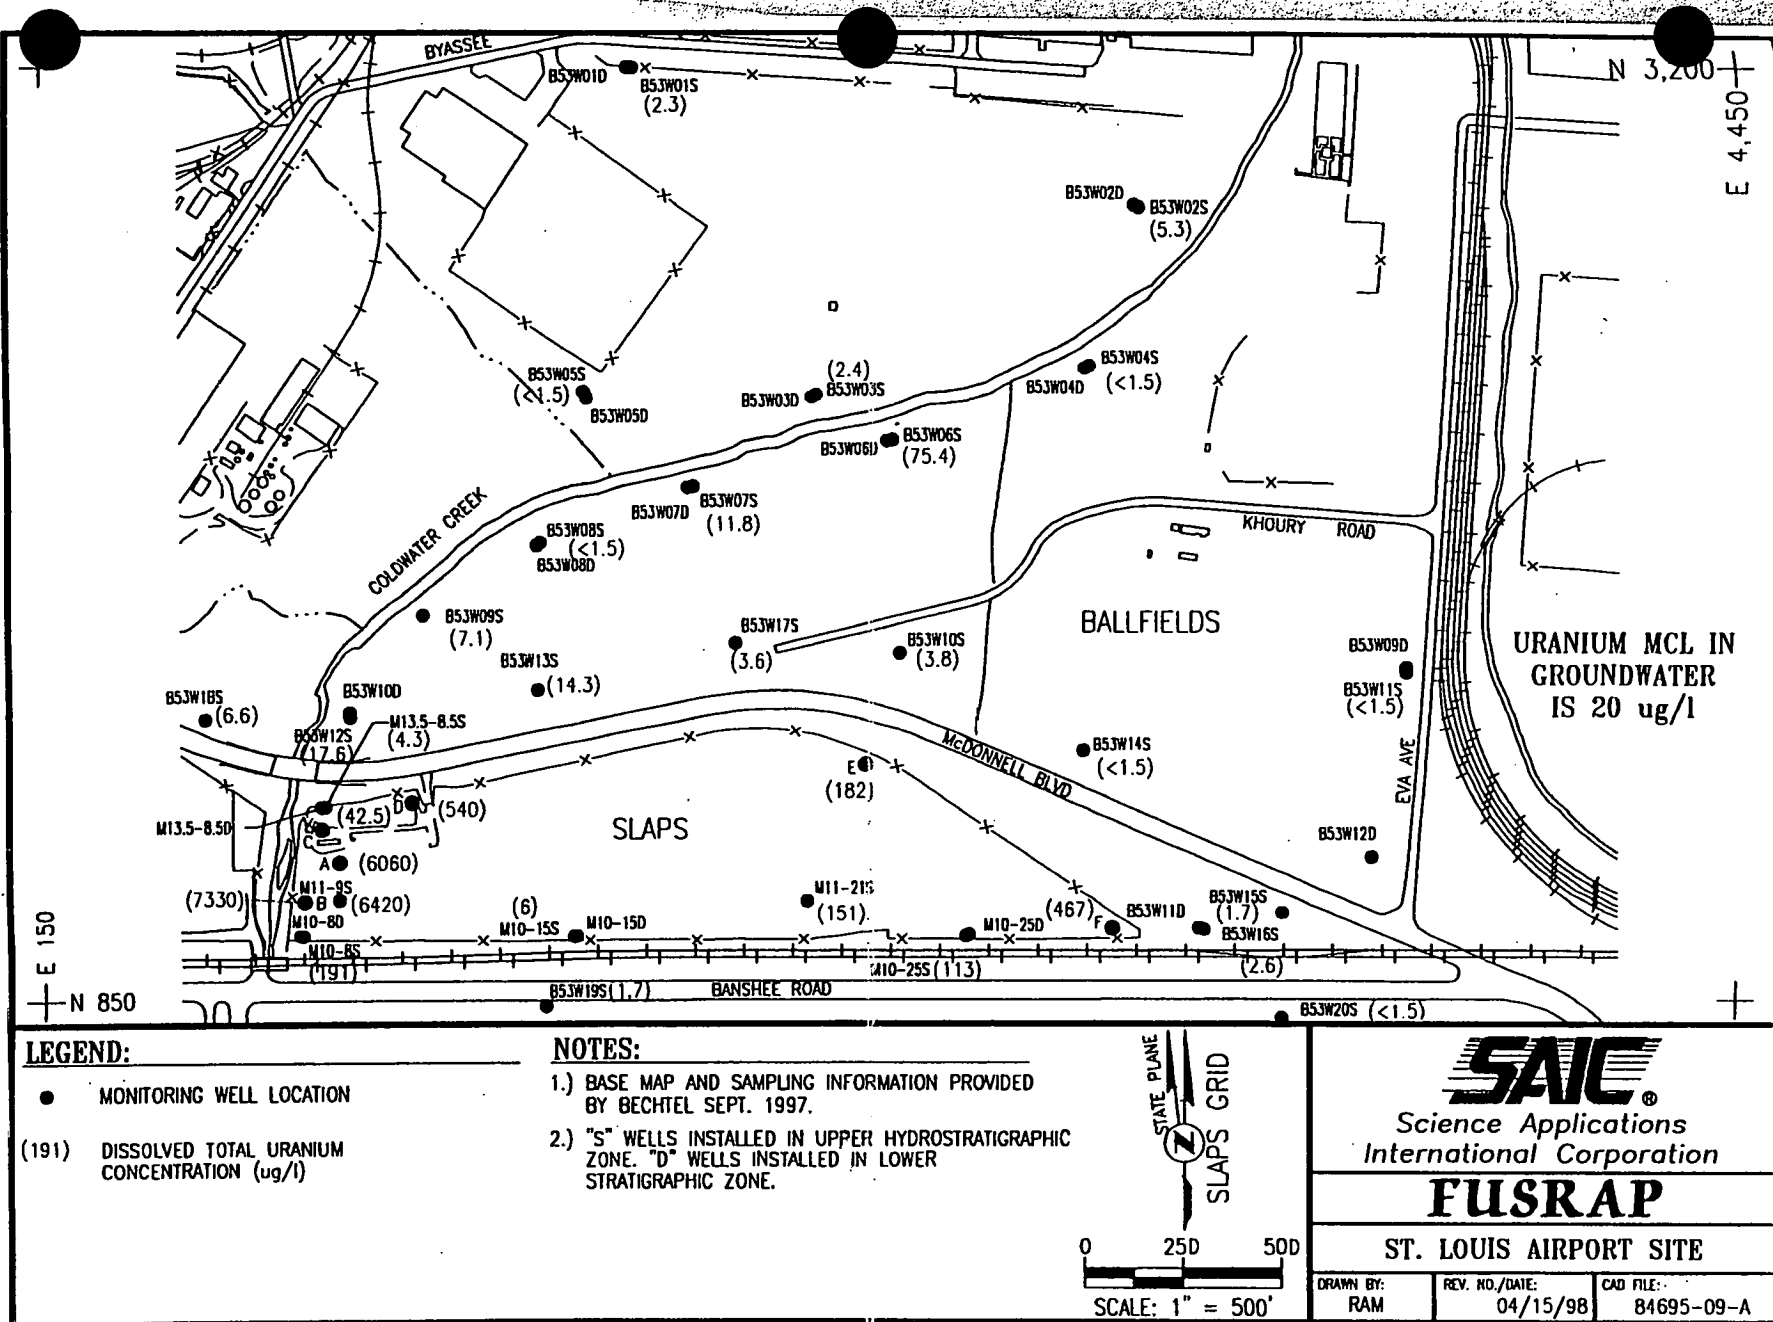 BYASSEE
B53W01D
B53W01S
(2.3)
N 3,200
E 4,450
B53W02D
B53W02S
(5.3)
B53W04S
B53W04D
(<1.5)
(2.4)
B53W03D
B53W03S
B53W05S
(<1.5)
B53W05D
B53W06D
B53W06S
(75.4)
B53W07D
B53W07S
(11.8)
COLDWATER CREEK
B53W08S
(<1.5)
B53W08D
KHOURY ROAD
B53W09S
(7.1)
B53W17S
(3.6)
B53W10S
(3.8)
BALLFIELDS
B53W09D
B53W11S
(<1.5)
URANIUM MCL IN
GROUNDWATER
IS 20 ug/l
B53W13S
(14.3)
B53W18S
(6.6)
B53W10D
B53W12S
(17.6)
M13.5-8.5S
(4.3)
McDONNELL BLVD
B53W14S
(<1.5)
EVA AVE
E
(182)
M13.5-8.5D
(42.5)
D
(540)
C
SLAPS
B53W12D
A
(6060)
(7330)
M11-9S
B
(6420)
M10-8D
M10-8S
(191)
(6)
M10-15S
M10-15D
M11-21S
(151)
M10-25D
M10-25S (113)
(467)
F
B53W11D
B53W15S
(1.7)
B53W16S
(2.6)
E 150
N 850
B53W19S (1.7)
BANSHEE ROAD
B53W20S (<1.5)
LEGEND:
MONITORING WELL LOCATION
(191) DISSOLVED TOTAL URANIUM
CONCENTRATION (ug/l)
NOTES:
1.) BASE MAP AND SAMPLING INFORMATION PROVIDED
BY BECHTEL SEPT. 1997.
2.) "S" WELLS INSTALLED IN UPPER HYDROSTRATIGRAPHIC
ZONE. "D" WELLS INSTALLED IN LOWER
STRATIGRAPHIC ZONE.
STATE PLANE
SLAPS GRID
N
0 250 500
SCALE: 1" = 500'
SAIC®
Science Applications
International Corporation
FUSRAP
ST. LOUIS AIRPORT SITE
DRAWN BY:
RAM
REV. NO./DATE:
04/15/98
CAD FILE:
84695-09-A